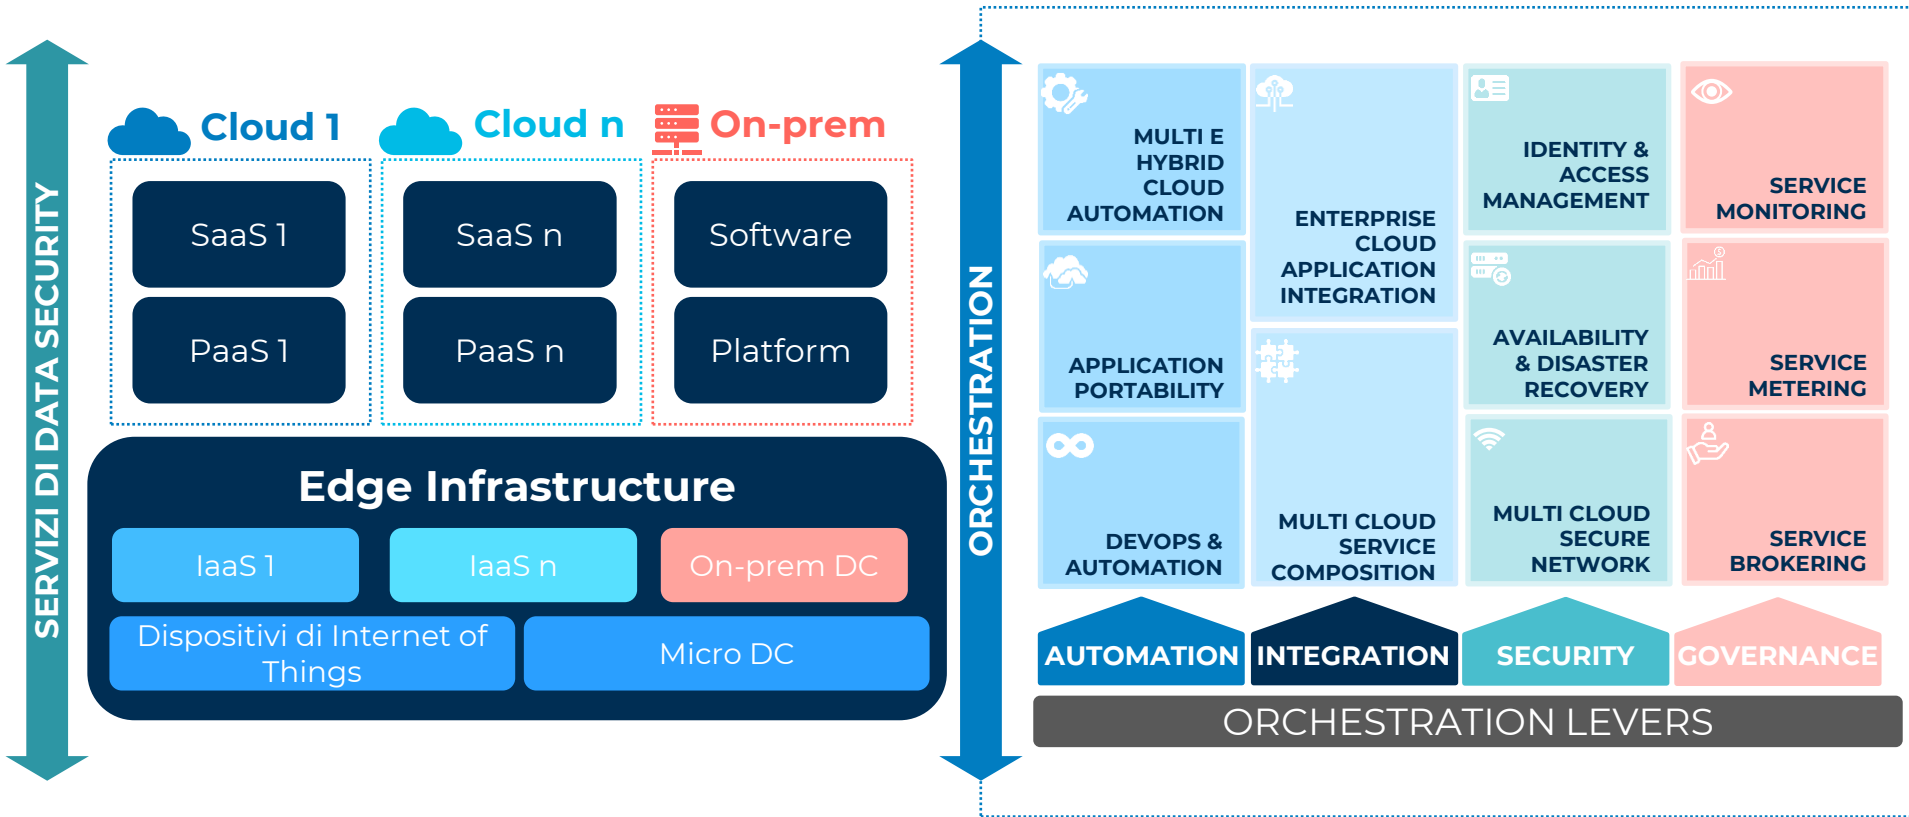 SERVIZI DI DATA SECURITY
Cloud 1
Cloud n
On-prem
SaaS 1
SaaS n
Software
PaaS 1
PaaS n
Platform
Edge Infrastructure
IaaS 1
IaaS n
On-prem DC
Dispositivi di Internet of
Things
Micro DC
ORCHESTRATION
MULTI E
HYBRID
CLOUD
AUTOMATION
APPLICATION
PORTABILITY
DEVOPS &
AUTOMATION
AUTOMATION
ENTERPRISE
CLOUD
APPLICATION
INTEGRATION
MULTI CLOUD
SERVICE
COMPOSITION
INTEGRATION
IDENTITY &
ACCESS
MANAGEMENT
AVAILABILITY
& DISASTER
RECOVERY
MULTI CLOUD
SECURE
NETWORK
SECURITY
SERVICE
MONITORING
SERVICE
METERING
SERVICE
BROKERING
GOVERNANCE
ORCHESTRATION LEVERS